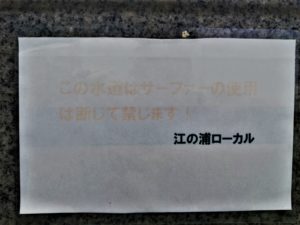 この水道はサーファーの使用
は断じて禁じます！
江の浦ローカル